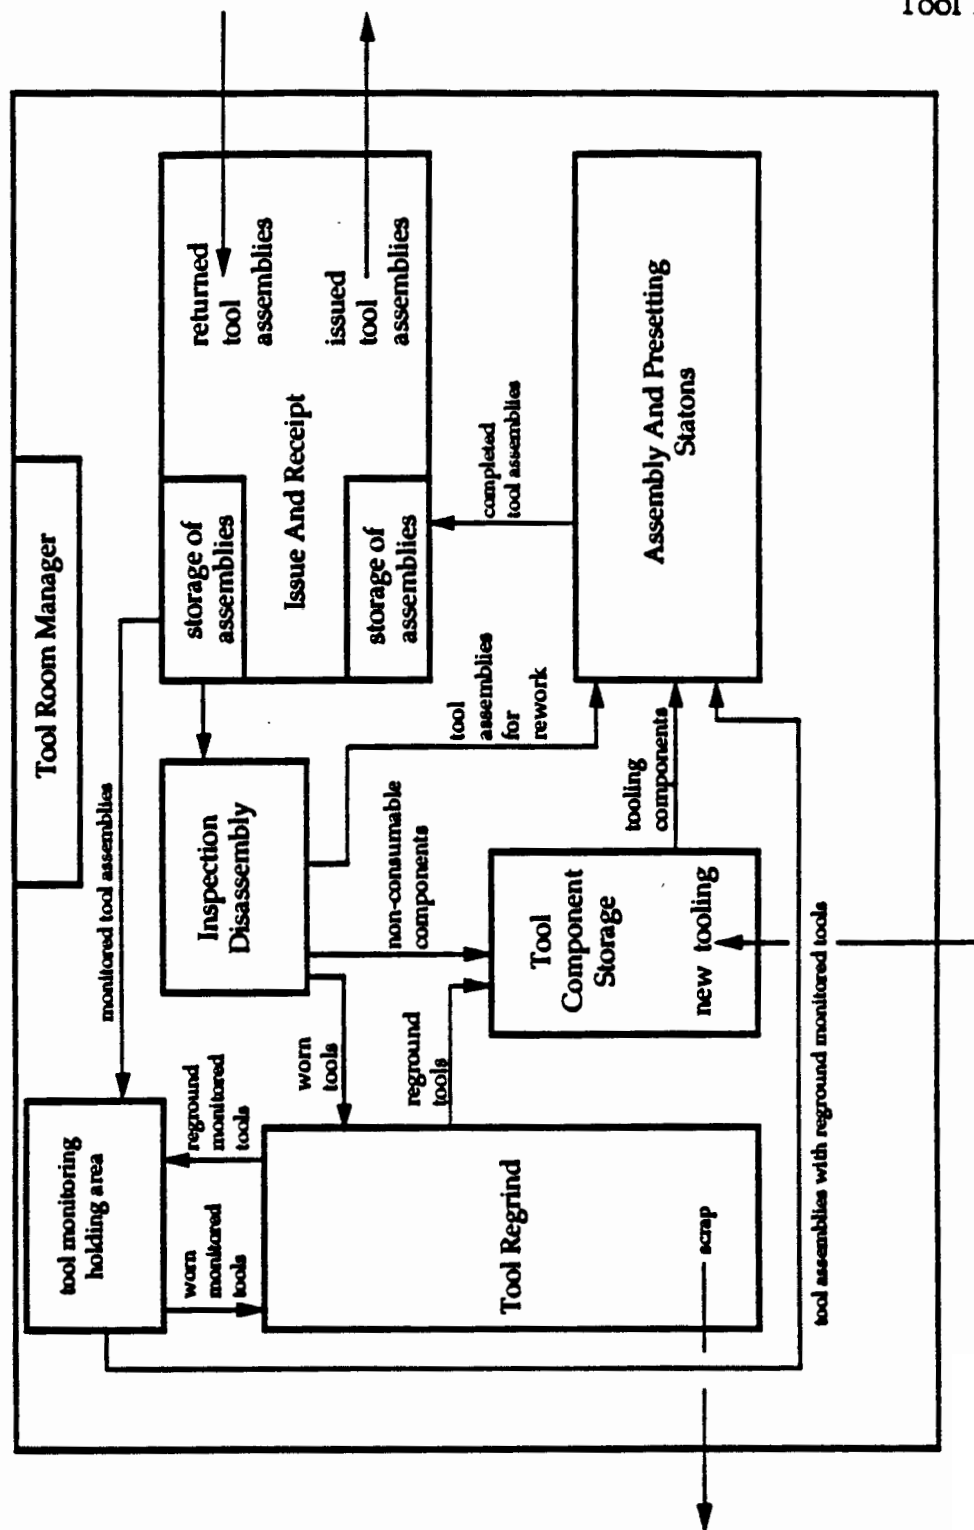 Tool
Tool Room Manager
monitored tool assemblies
tool monitoring
holding area
worn
monitored
tools
reground
monitored
tools
Inspection
Disassembly
storage of
assemblies
Issue And Receipt
storage of
assemblies
returned
tool
assemblies
issued
tool
assemblies
worn
tools
non-consumable
components
tool
assemblies
for
rework
completed
tool assemblies
reground
tools
Tool Regrind
scrap
Tool
Component
Storage
new tooling
tooling
components
Assembly And Presetting
Statons
tool assemblies with reground monitored tools